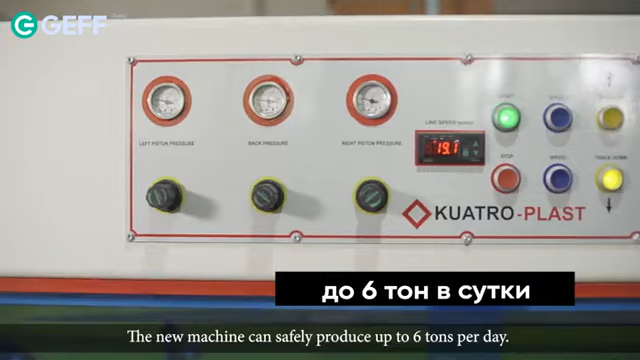 GEFF
LEFT PISTON PRESSURE
BACK PRESSURE
RIGHT PISTON PRESSURE
LINE SPEED
19.1
START
STOP
SPEED
TRACK DOWN
KUATRO-PLAST
до 6 тон в сутки
The new machine can safely produce up to 6 tons per day.